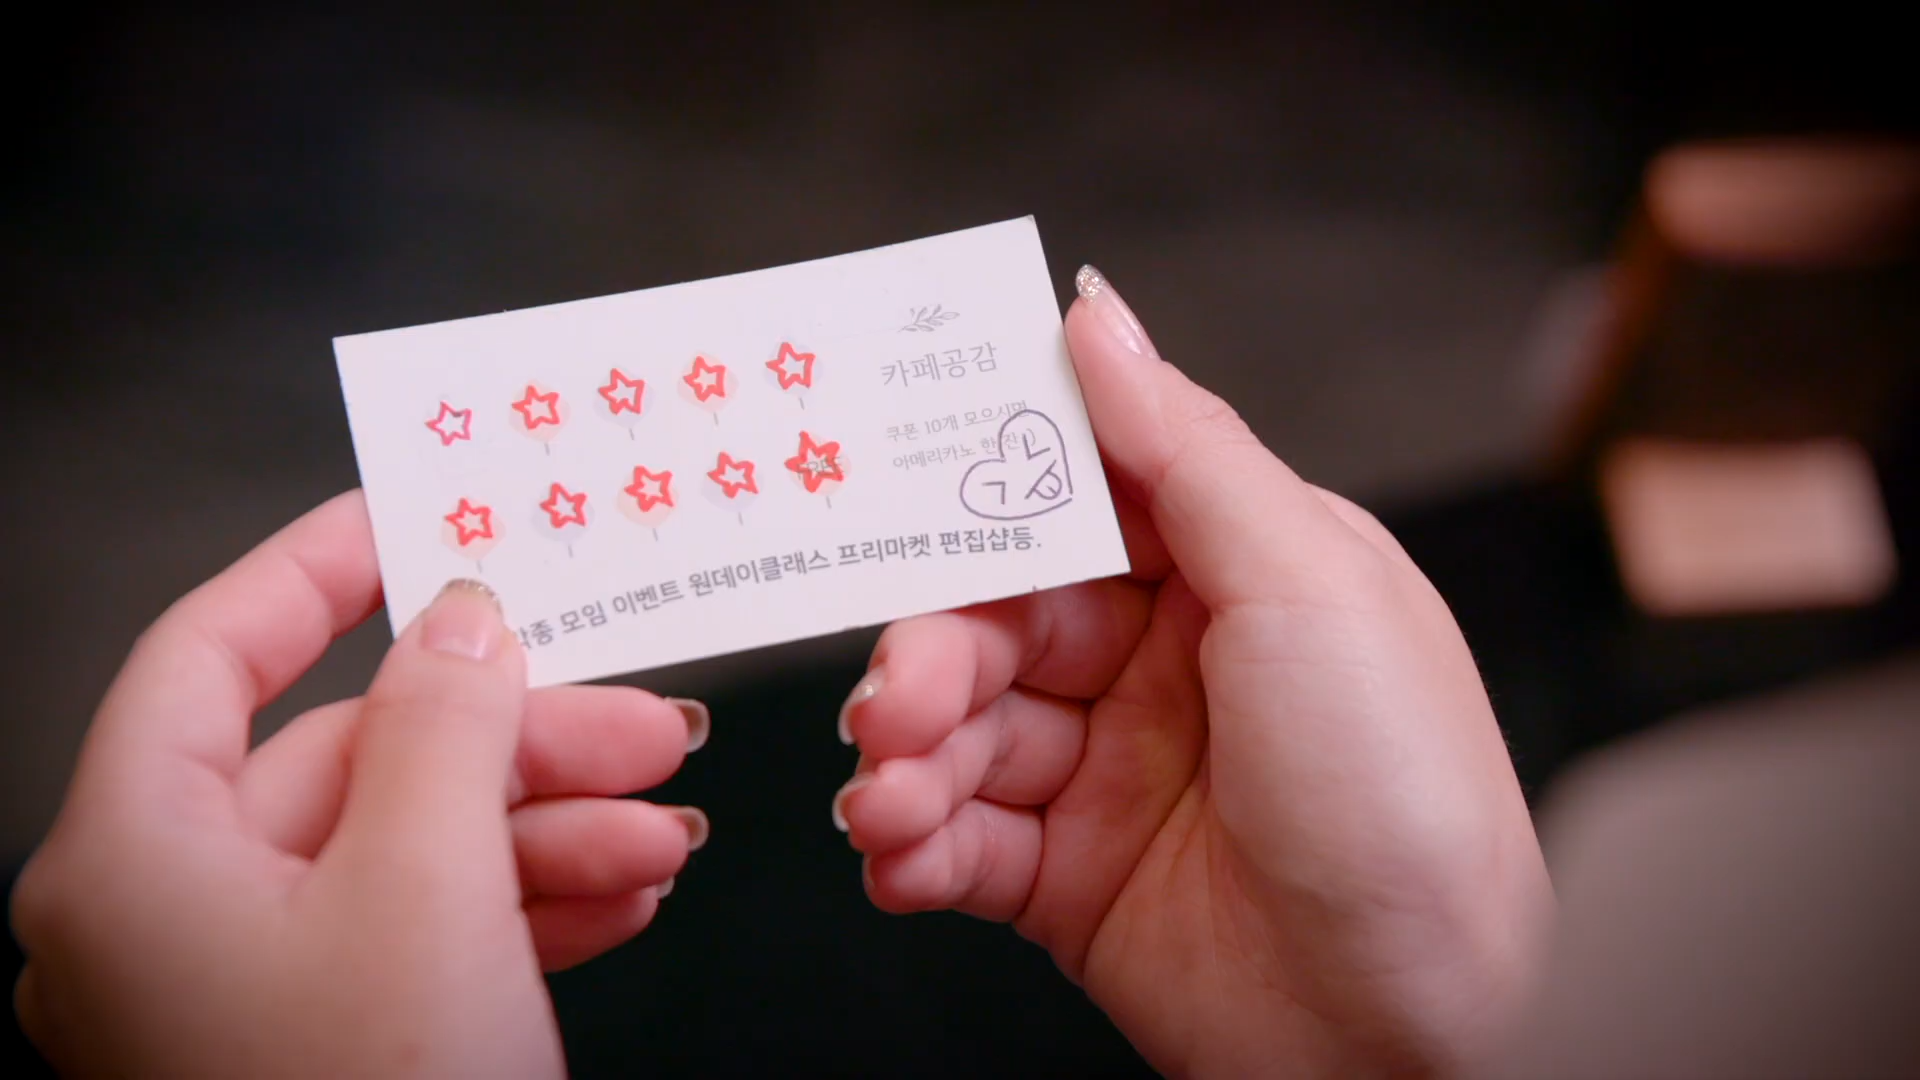 카페공감
쿠폰 10개 모으시면
아메리카노 한 잔 :)
FREE
모임 이벤트 원데이클래스 프리마켓 편집샵등.